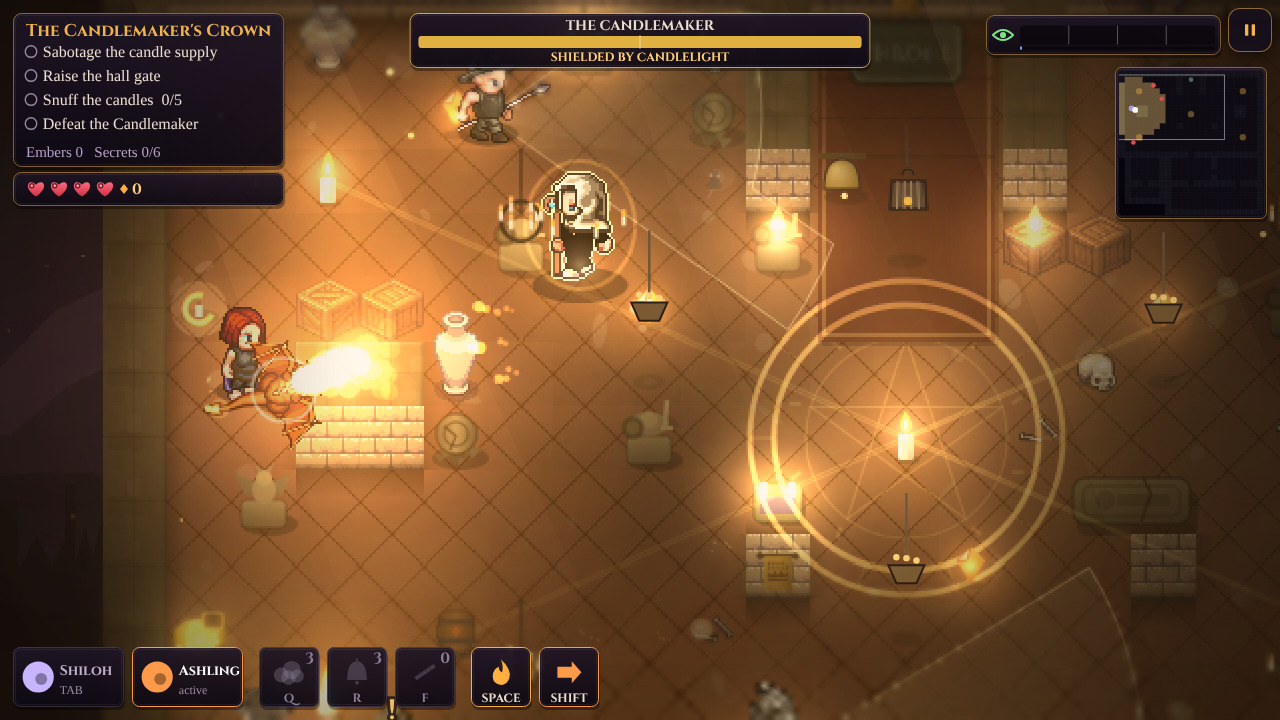 THE CANDLEMAKER'S CROWN
Sabotage the candle supply
Raise the hall gate
Snuff the candles 0/5
Defeat the Candlemaker
Embers 0 Secrets 0/6
0
THE CANDLEMAKER
SHIELDED BY CANDLELIGHT
SHILOH
TAB
ASHLING
active
3
Q
3
R
0
F
SPACE
SHIFT
!